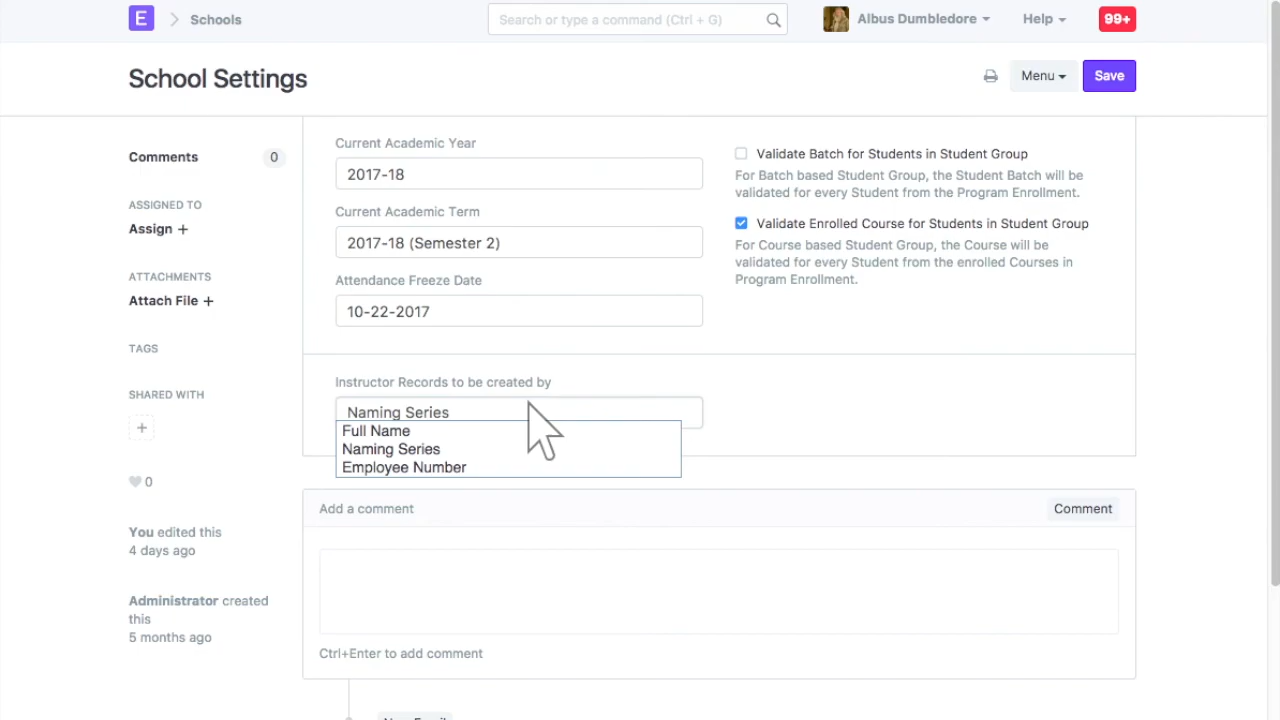 E
Schools
Search or type a command (Ctrl + G)
Albus Dumbledore
Help
99+
School Settings
Menu
Save
Comments
0
ASSIGNED TO
Assign +
ATTACHMENTS
Attach File +
TAGS
SHARED WITH
+
0
You edited this
4 days ago
Administrator created
this
5 months ago
Current Academic Year
2017-18
Current Academic Term
2017-18 (Semester 2)
Attendance Freeze Date
10-22-2017
Validate Batch for Students in Student Group
For Batch based Student Group, the Student Batch will be
validated for every Student from the Program Enrollment.
Validate Enrolled Course for Students in Student Group
For Course based Student Group, the Course will be
validated for every Student from the enrolled Courses in
Program Enrollment.
Instructor Records to be created by
Naming Series
Full Name
Naming Series
Employee Number
Add a comment
Comment
Ctrl+Enter to add comment